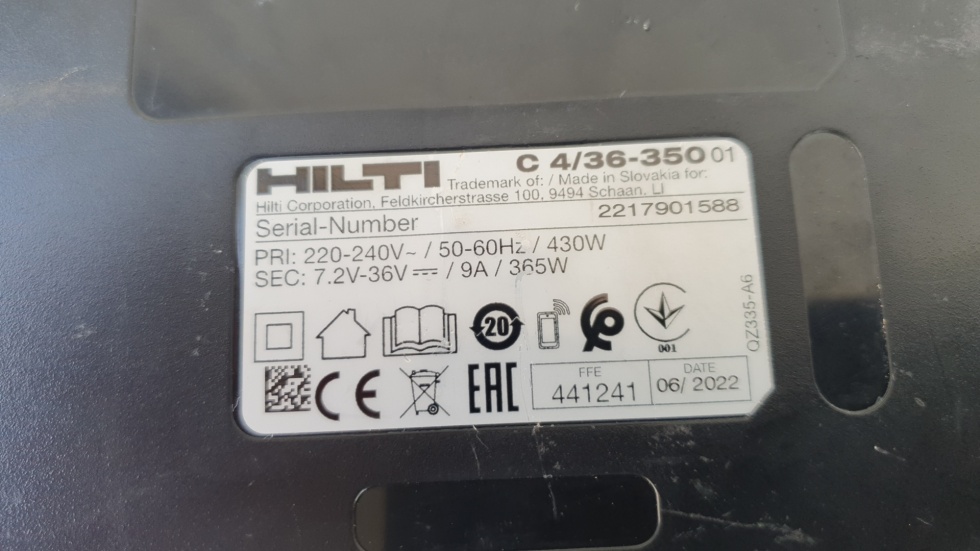 HILTI C 4/36-350 01
Trademark of: / Made in Slovakia for:
Hilti Corporation, Feldkircherstrasse 100, 9494 Schaan, LI
Serial-Number 2217901588
PRI: 220-240V~ / 50-60Hz / 430W
SEC: 7.2V-36V⎓ / 9A / 365W
20
001
QZ335-A6
CE
EAC
FFE
441241
DATE
06/ 2022